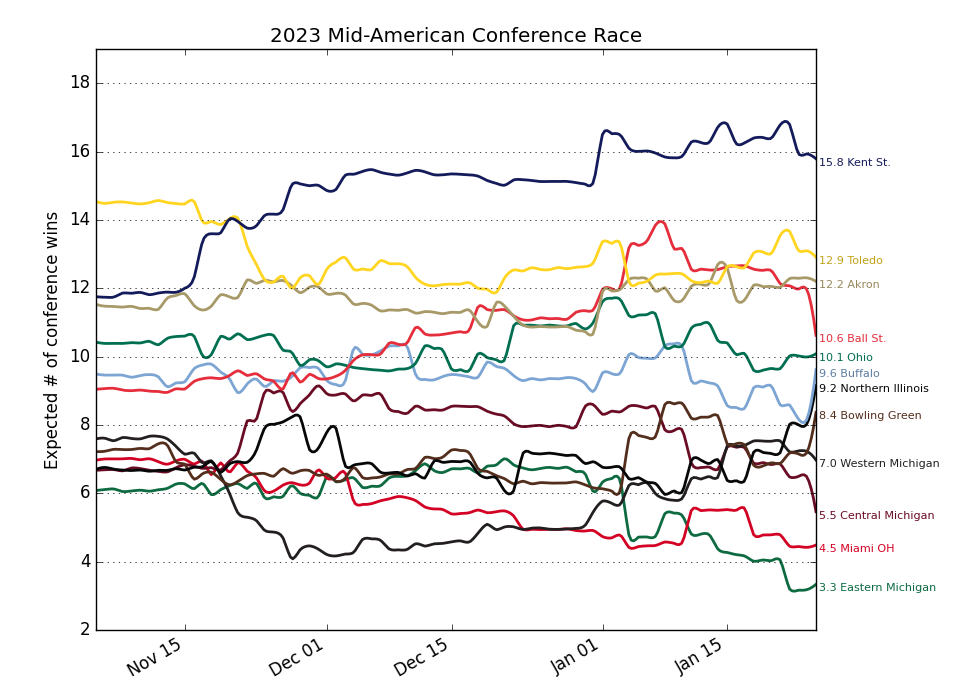 2023 Mid-American Conference Race
Expected # of conference wins
18
16
14
12
10
8
6
4
2
Nov 15
Dec 01
Dec 15
Jan 01
Jan 15
15.8 Kent St.
12.9 Toledo
12.2 Akron
10.6 Ball St.
10.1 Ohio
9.6 Buffalo
9.2 Northern Illinois
8.4 Bowling Green
7.0 Western Michigan
5.5 Central Michigan
4.5 Miami OH
3.3 Eastern Michigan